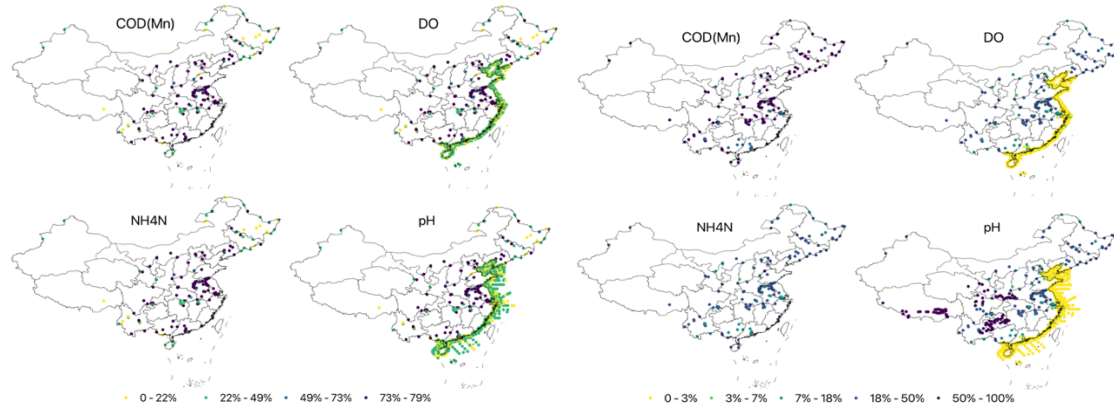 COD(Mn) DO COD(Mn) DO
NH4N pH NH4N pH
0 - 22% 22% - 49% 49% - 73% 73% - 79% 0 - 3% 3% - 7% 7% - 18% 18% - 50% 50% - 100%